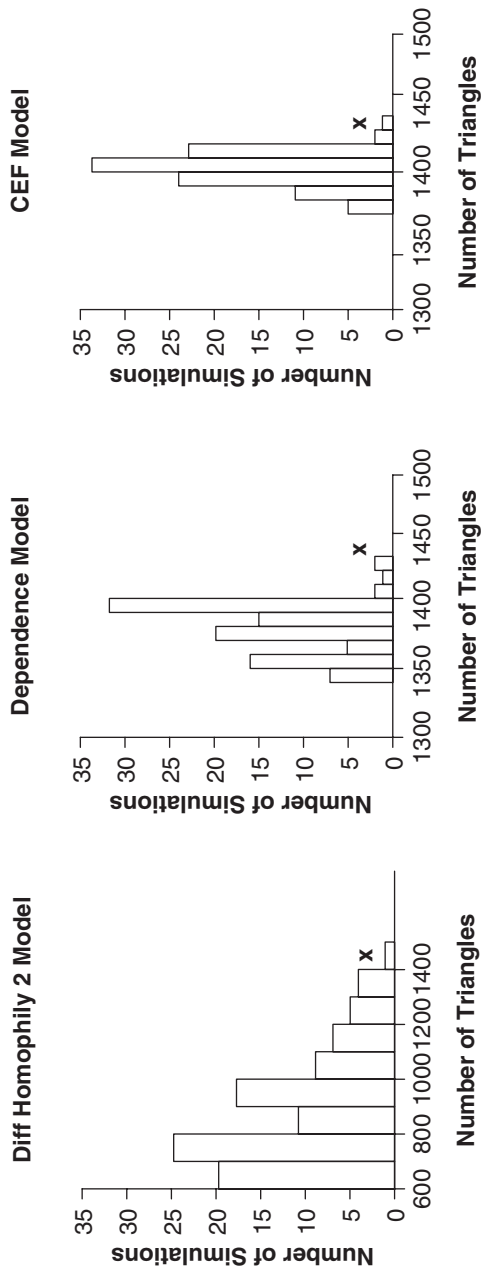 Diff Homophily 2 Model
Number of Simulations
35
30
25
20
15
10
5
0
x
600 800 1000 1200 1400
Number of Triangles
Dependence Model
Number of Simulations
35
30
25
20
15
10
5
0
x
1300 1350 1400 1450 1500
Number of Triangles
CEF Model
Number of Simulations
35
30
25
20
15
10
5
0
x
1300 1350 1400 1450 1500
Number of Triangles